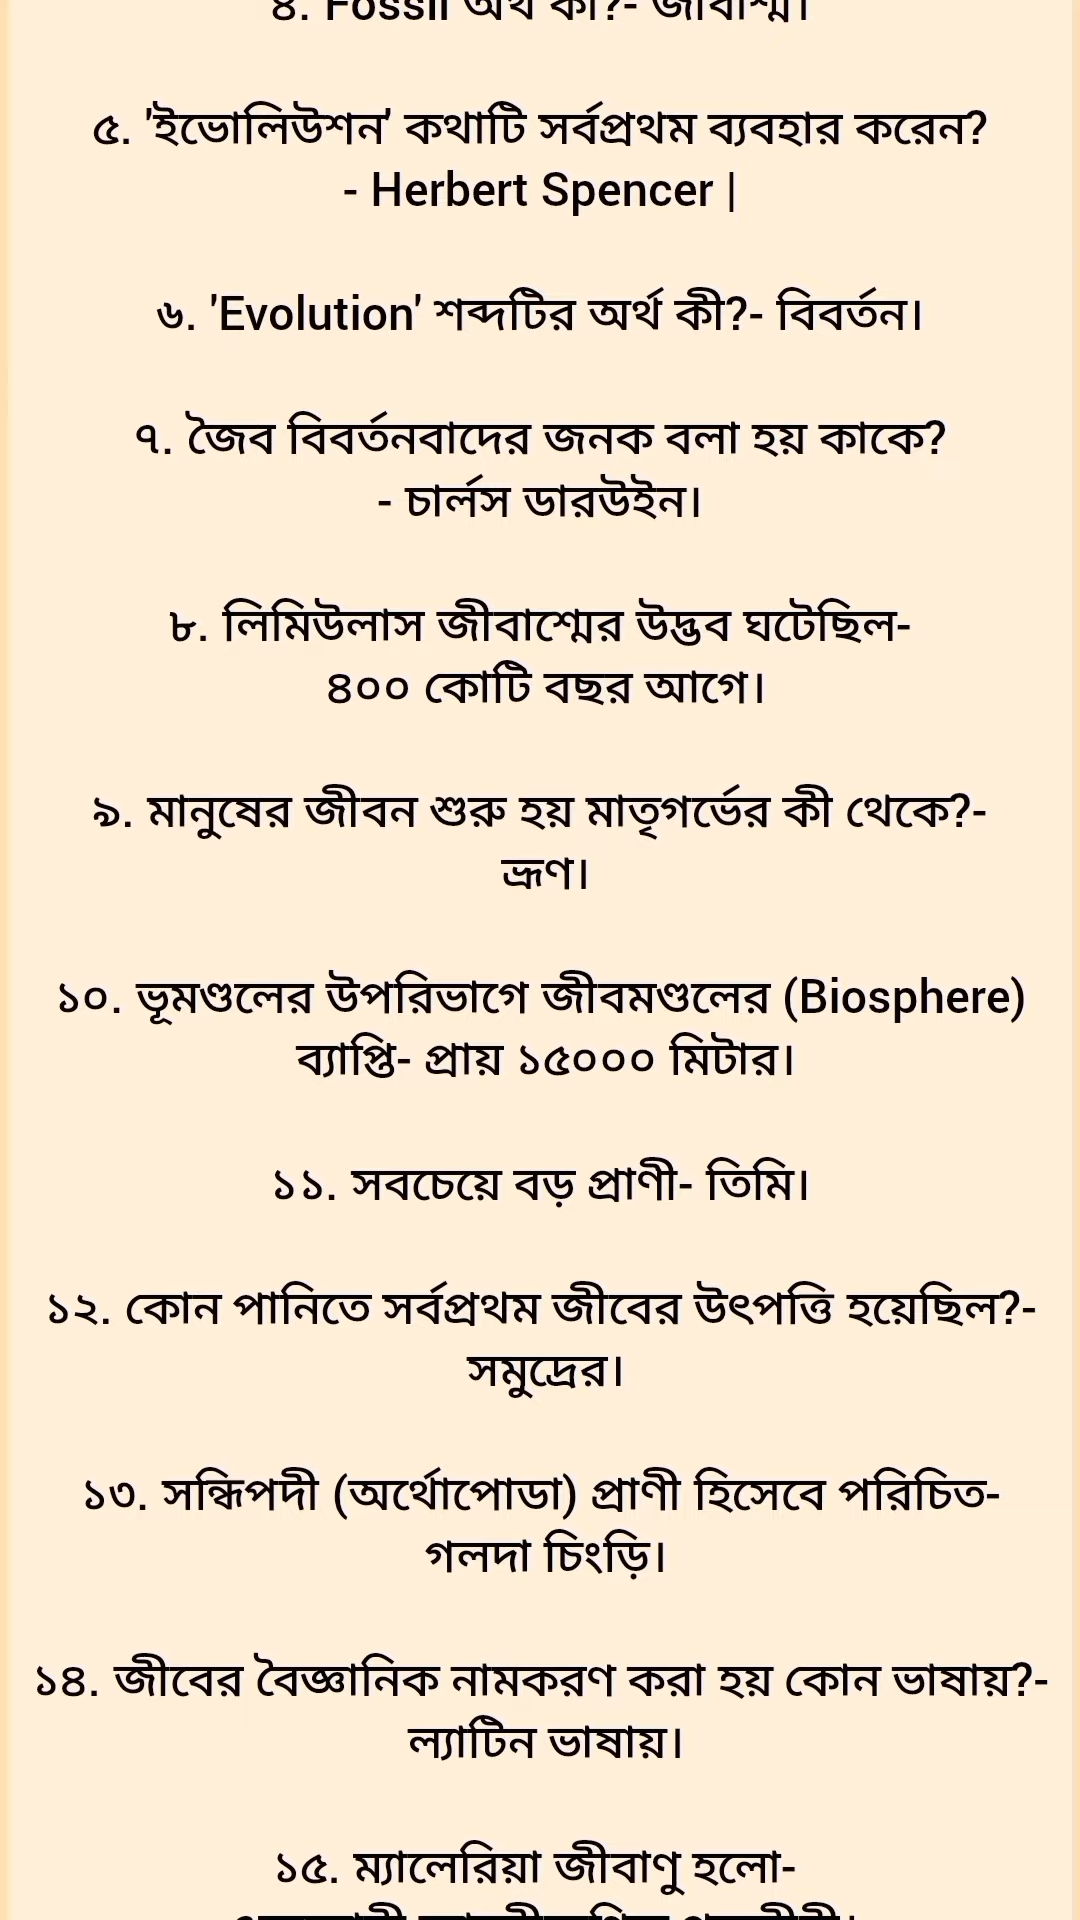 ৪. Fossil অর্থ কী?- জীবাশ্ম।
৫. 'ইভোলিউশন' কথাটি সর্বপ্রথম ব্যবহার করেন?
- Herbert Spencer |
৬. 'Evolution' শব্দটির অর্থ কী?- বিবর্তন।
৭. জৈব বিবর্তনবাদের জনক বলা হয় কাকে?
- চার্লস ডারউইন।
৮. লিমিউলাস জীবাশ্মের উদ্ভব ঘটেছিল-
৪০০ কোটি বছর আগে।
৯. মানুষের জীবন শুরু হয় মাতৃগর্ভের কী থেকে?-
ভ্রূণ।
১০. ভূমণ্ডলের উপরিভাগে জীবমণ্ডলের (Biosphere)
ব্যাপ্তি- প্রায় ১৫০০০ মিটার।
১১. সবচেয়ে বড় প্রাণী- তিমি।
১২. কোন পানিতে সর্বপ্রথম জীবের উৎপত্তি হয়েছিল?-
সমুদ্রের।
১৩. সন্ধিপদী (অর্থোপোডা) প্রাণী হিসেবে পরিচিত-
গলদা চিংড়ি।
১৪. জীবের বৈজ্ঞানিক নামকরণ করা হয় কোন ভাষায়?-
ল্যাটিন ভাষায়।
১৫. ম্যালেরিয়া জীবাণু হলো-